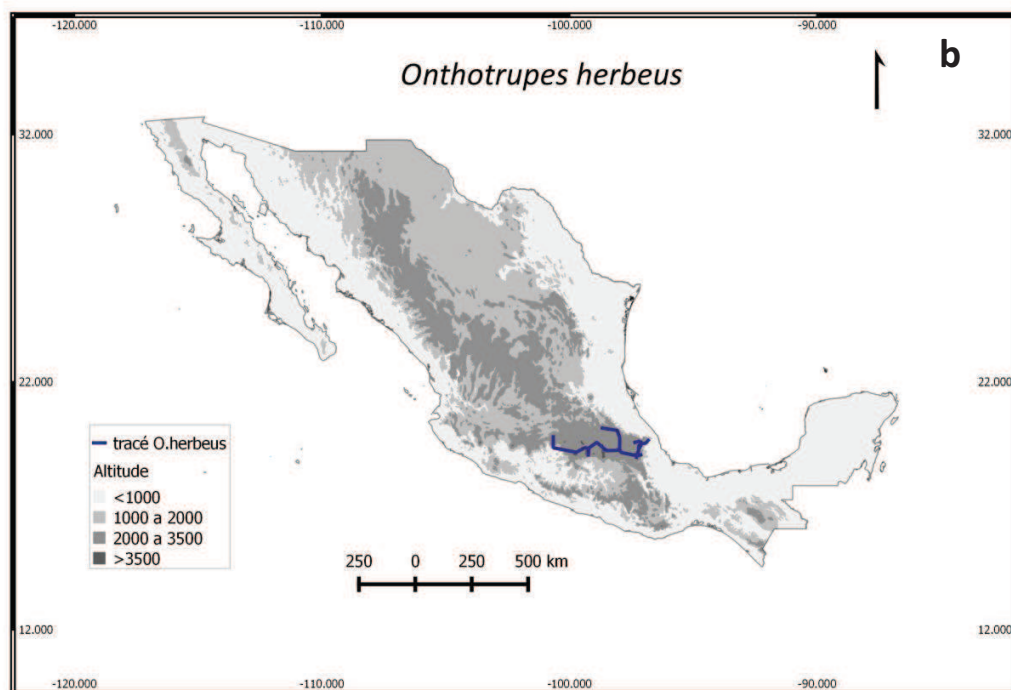 -120.000 -110.000 -100.000 -90.000
b
Onthotrupes herbeus
32.000 32.000
22.000 22.000
tracé O.herbeus
Altitude
<1000
1000 a 2000
2000 a 3500
>3500
250 0 250 500 km
12.000 12.000
-120.000 -110.000 -100.000 -90.000